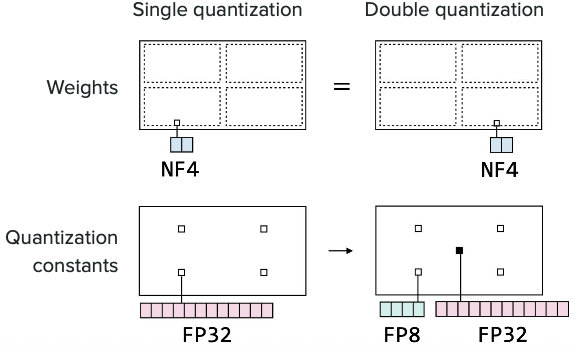 Single quantization
Double quantization
Weights
=
NF4
NF4
Quantization
constants
FP32
FP8
FP32